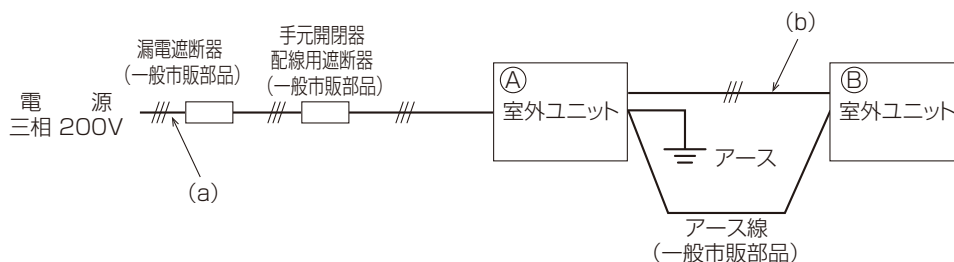 漏電遮断器
(一般市販部品)
手元開閉器
配線用遮断器
(一般市販部品)
電 源
三相 200V
(a)
Ⓐ
室外ユニット
アース
(b)
Ⓑ
室外ユニット
アース線
(一般市販部品)